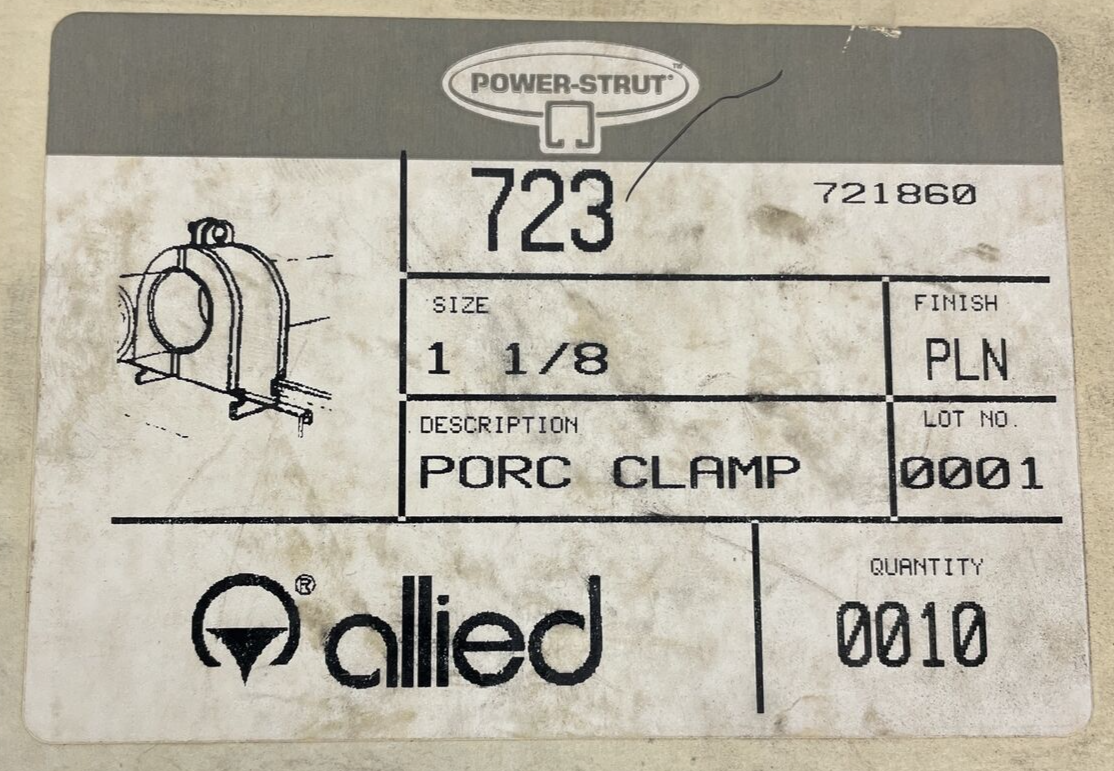 POWER-STRUT®™
723
721860
SIZE
1 1/8
FINISH
PLN
DESCRIPTION
PORC CLAMP
LOT NO.
0001
® allied
QUANTITY
0010